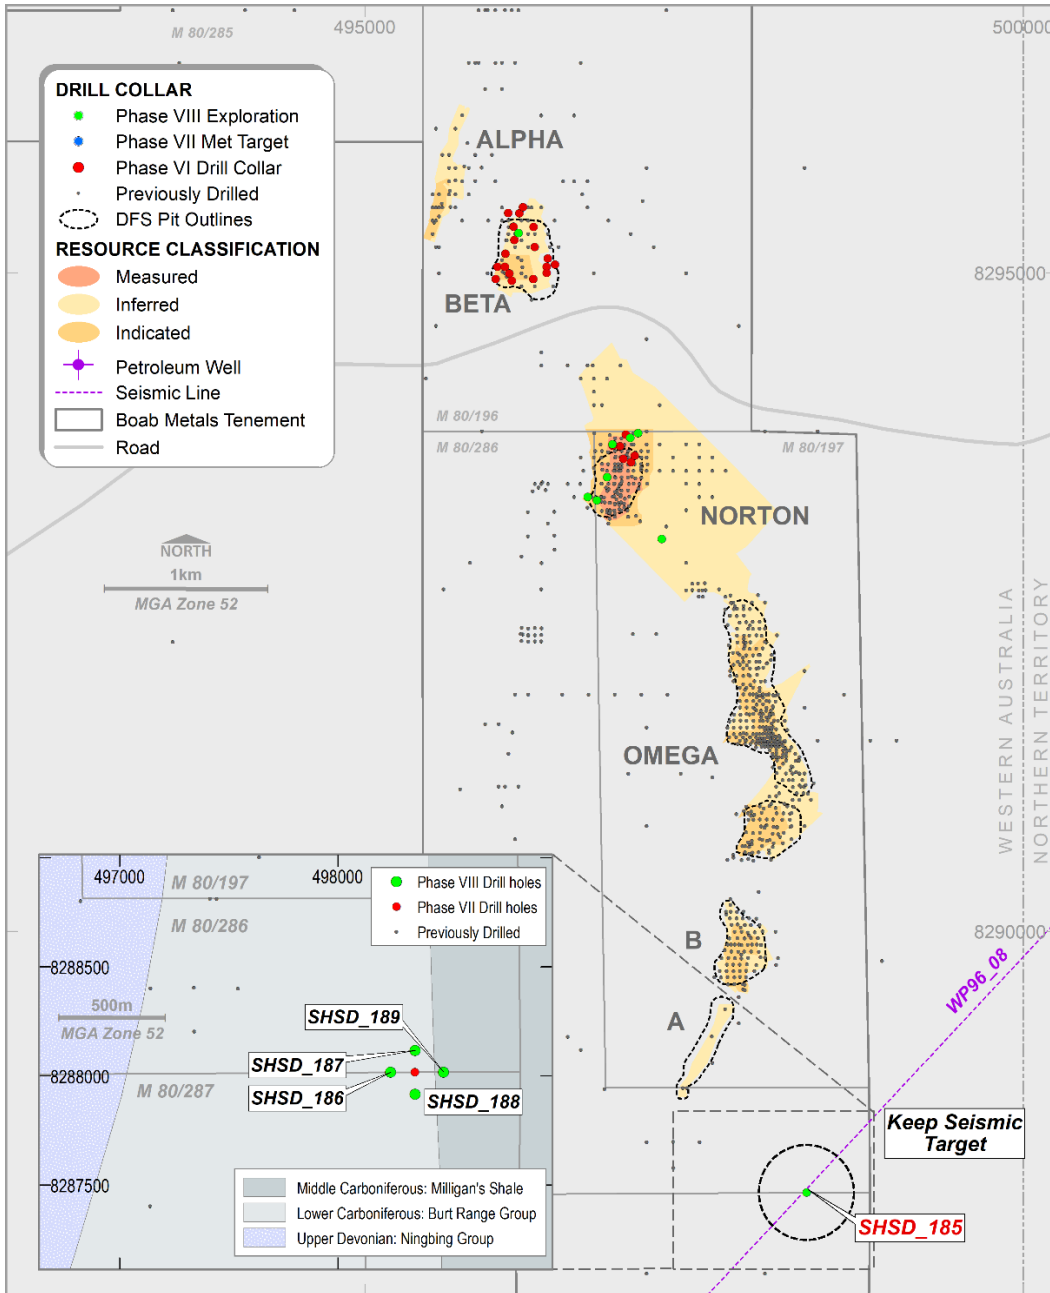 M 80/285
495000
500000
DRILL COLLAR
Phase VIII Exploration
Phase VII Met Target
Phase VI Drill Collar
Previously Drilled
DFS Pit Outlines
RESOURCE CLASSIFICATION
Measured
Inferred
Indicated
Petroleum Well
Seismic Line
Boab Metals Tenement
Road
ALPHA
BETA
8295000
M 80/196
M 80/286
M 80/197
NORTON
NORTH
1km
MGA Zone 52
WESTERN AUSTRALIA
NORTHERN TERRITORY
OMEGA
B
8290000
WP96_08
A
Keep Seismic
Target
SHSD_185
497000
498000
M 80/197
M 80/286
Phase VIII Drill holes
Phase VII Drill holes
Previously Drilled
8288500
500m
MGA Zone 52
SHSD_189
SHSD_187
8288000
M 80/287
SHSD_186
SHSD_188
8287500
Middle Carboniferous: Milligan's Shale
Lower Carboniferous: Burt Range Group
Upper Devonian: Ningbing Group